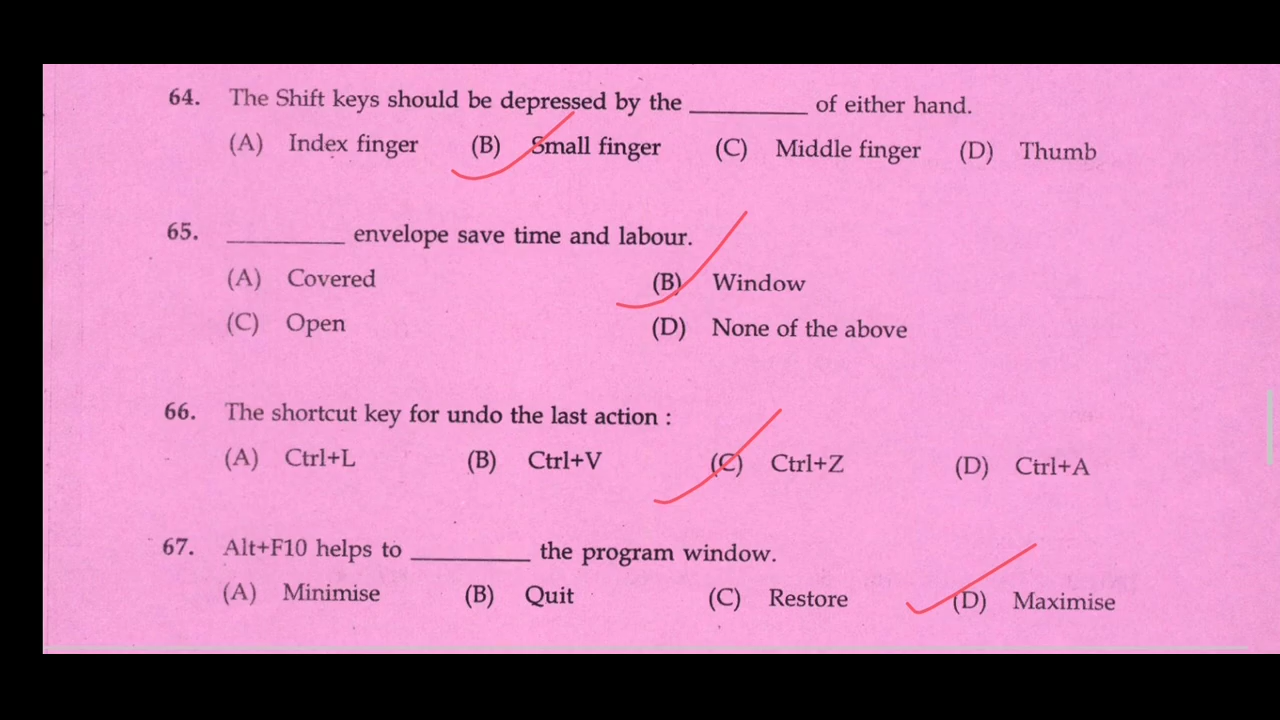 64. The Shift keys should be depressed by the __________ of either hand.
(A) Index finger (B) Small finger (C) Middle finger (D) Thumb
65. __________ envelope save time and labour.
(A) Covered (B) Window
(C) Open (D) None of the above
66. The shortcut key for undo the last action :
(A) Ctrl+L (B) Ctrl+V (C) Ctrl+Z (D) Ctrl+A
67. Alt+F10 helps to __________ the program window.
(A) Minimise (B) Quit (C) Restore (D) Maximise